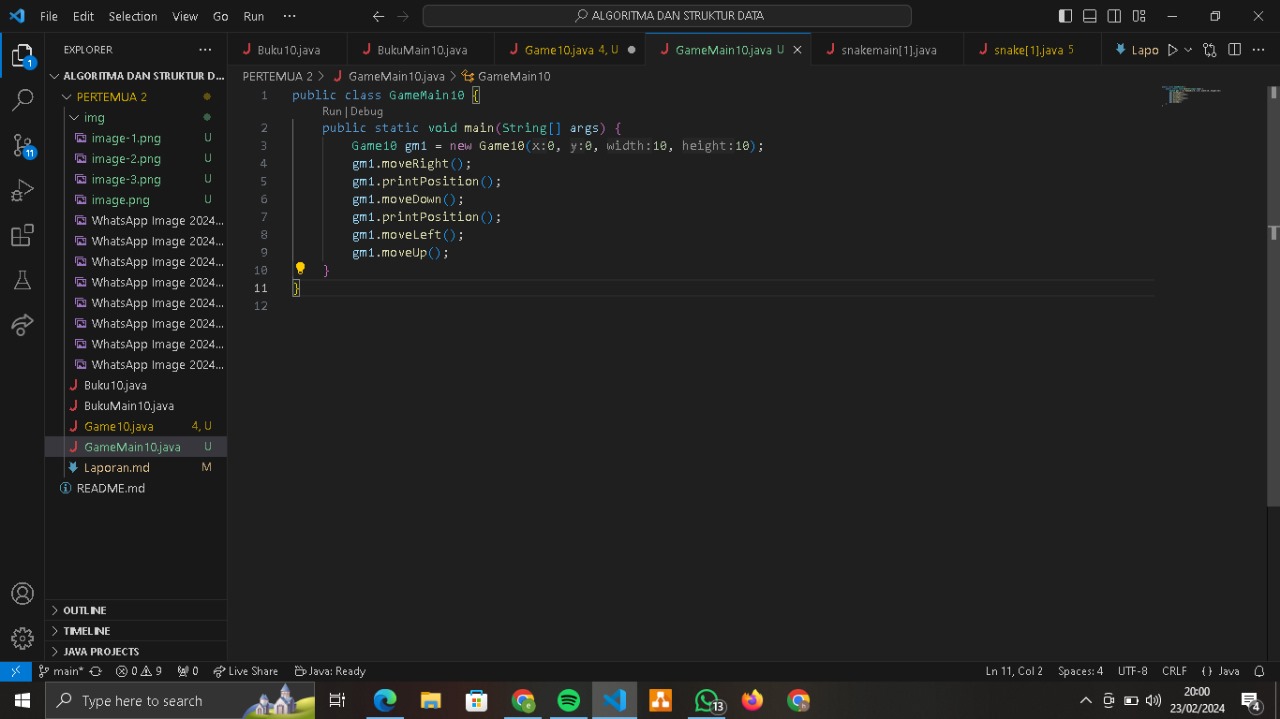 File Edit Selection View Go Run ··· ALGORITMA DAN STRUKTUR DATA
EXPLORER ···
Buku10.java BukuMain10.java Game10.java 4, U GameMain10.java U snakemain[1].java snake[1].java 5 Lapo
ALGORITMA DAN STRUKTUR D...
PERTEMUA 2
img
image-1.png U
image-2.png U
image-3.png U
image.png U
WhatsApp Image 2024...
WhatsApp Image 2024...
WhatsApp Image 2024...
WhatsApp Image 2024...
WhatsApp Image 2024...
WhatsApp Image 2024...
WhatsApp Image 2024...
WhatsApp Image 2024...
Buku10.java
BukuMain10.java
Game10.java 4, U
GameMain10.java U
Laporan.md M
README.md
OUTLINE
TIMELINE
JAVA PROJECTS
PERTEMUA 2 > GameMain10.java > GameMain10
1 public class GameMain10 {
Run | Debug
2 public static void main(String[] args) {
3 Game10 gm1 = new Game10(x:0, y:0, width:10, height:10);
4 gm1.moveRight();
5 gm1.printPosition();
6 gm1.moveDown();
7 gm1.printPosition();
8 gm1.moveLeft();
9 gm1.moveUp();
10 }
11 }
12
1 11
main* 0 9 0 Live Share Java: Ready Ln 11, Col 2 Spaces: 4 UTF-8 CRLF { } Java
Type here to search 13 20:00
23/02/2024 4